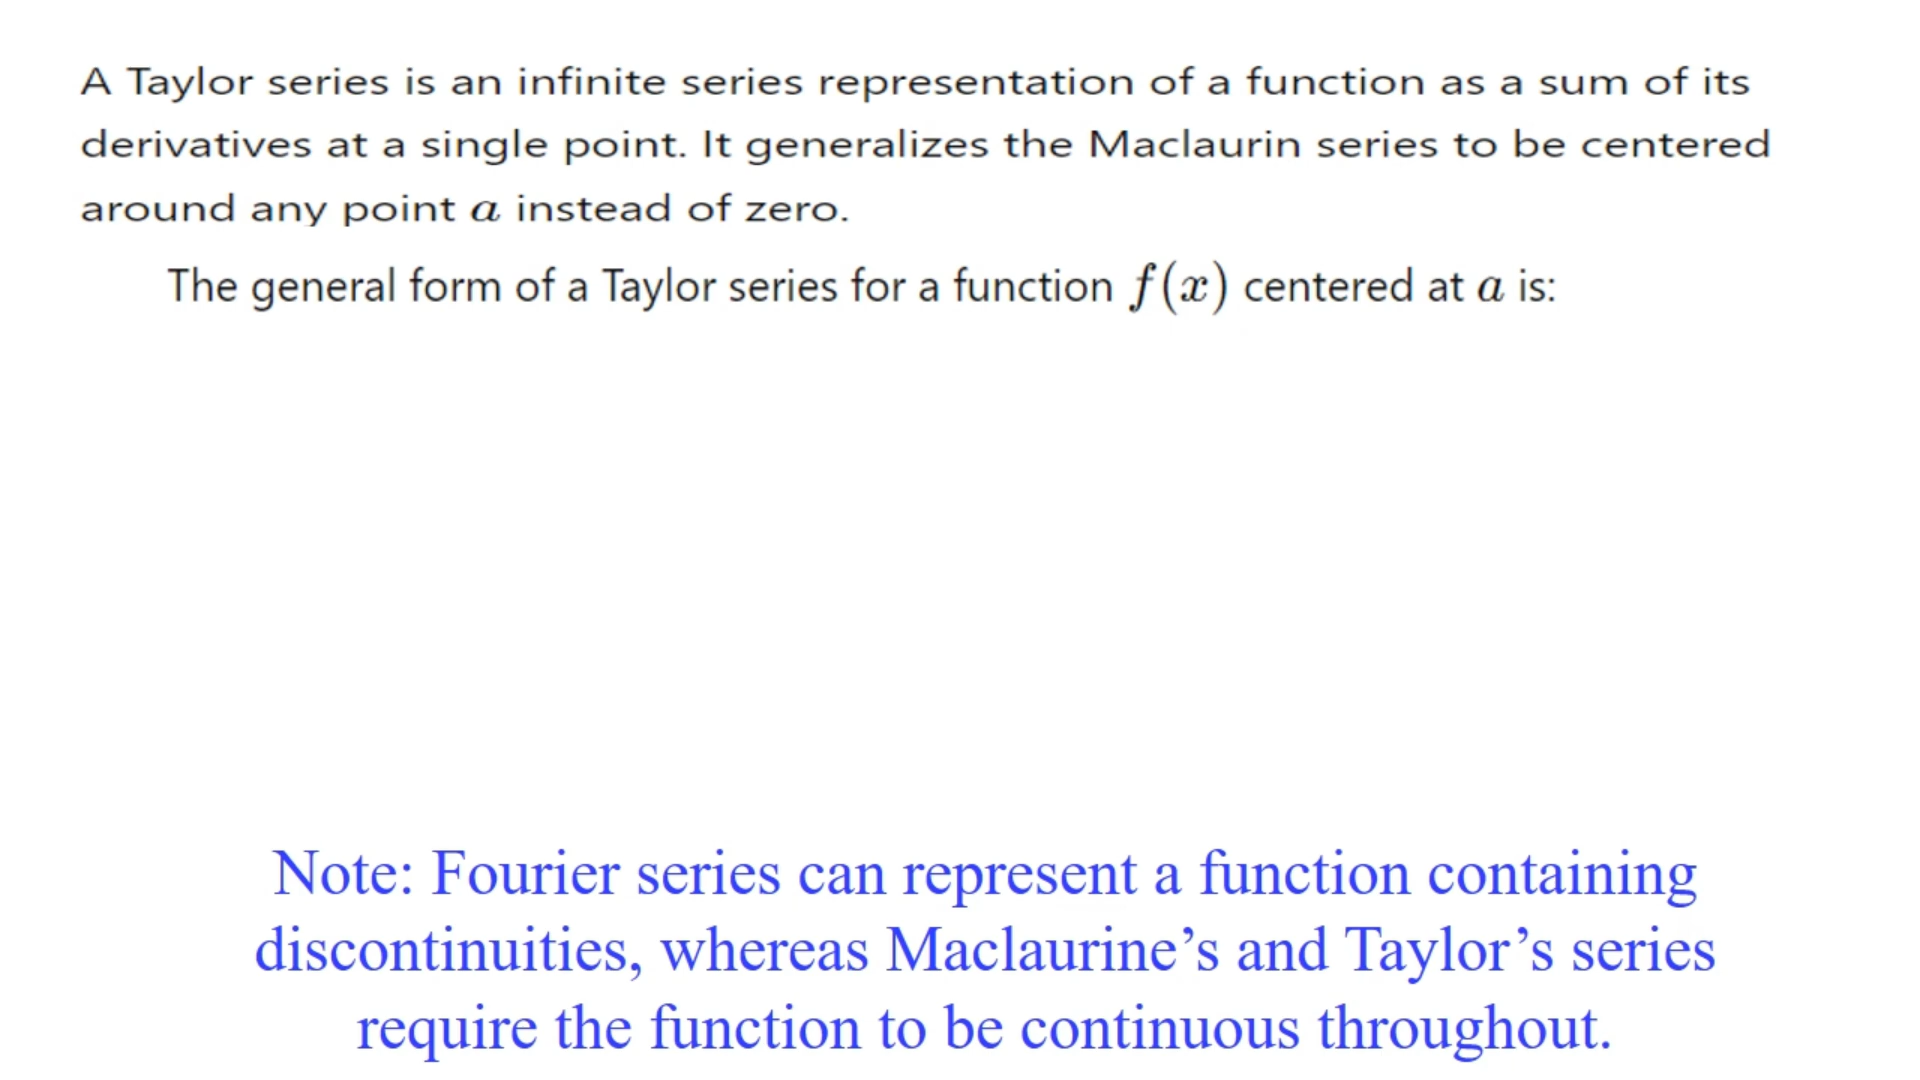 A Taylor series is an infinite series representation of a function as a sum of its
derivatives at a single point. It generalizes the Maclaurin series to be centered
around any point a instead of zero.
The general form of a Taylor series for a function f(x) centered at a is:
Note: Fourier series can represent a function containing
discontinuities, whereas Maclaurine’s and Taylor’s series
require the function to be continuous throughout.